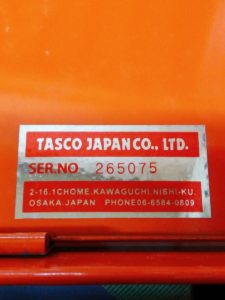 TASCO JAPAN CO., LTD.
SER.NO 265075
2-16.1CHOME.KAWAGUCHI.NISHI-KU.
OSAKA.JAPAN PHONE06-6584-0809